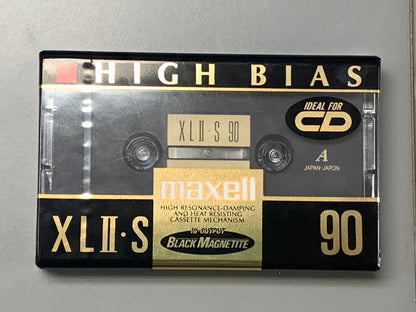 HIGH BIAS
IDEAL FOR
CD
XLII·S 90
A
JAPAN·JAPON
maxell
HIGH RESONANCE-DAMPING
AND HEAT RESISTING
CASSETTE MECHANISM
BLACK MAGNETITE
XLII·S
90